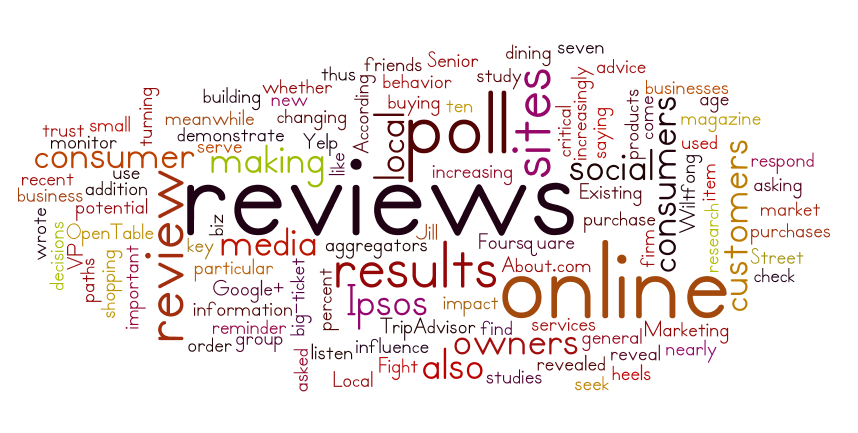 dining
seven
friends
Senior
thus
study
advice
whether
behavior
increasingly
businesses
building
new
According
buying
ten
sites
critical
saying
products
come
age
turning
meanwhile
changing
local
poll
magazine
trust
small
demonstrate
Yelp
consumers
used
monitor
serve
like
customers
consumer
making
social
Wiltfong
item
respond
recent
use
increasing
asking
business
addition
review
reviews
Existing
market
potential
biz
purchase
research
purchases
wrote
decisions
VP
OpenTable
key
media
aggregators
Jill
Foursquare
firm
Street
paths
shopping
important
particular
results
About.com
check
Google+
big-ticket
percent
Ipsos
impact
online
information
reminder
group
TripAdvisor
find
services
general
Marketing
order
listen
influence
owners
reveal
nearly
asked
Local
Fight
also
studies
revealed
heels
seek